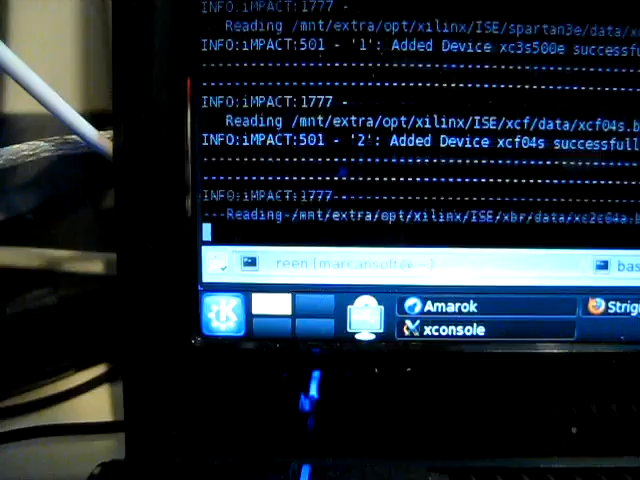 INFO:iMPACT:1777 -
Reading /mnt/extra/opt/xilinx/ISE/spartan3e/data/xc
INFO:iMPACT:501 - '1': Added Device xc3s500e successfu
----------------------------------------------------------------------
----------------------------------------------------------------------
INFO:iMPACT:1777 -
Reading /mnt/extra/opt/xilinx/ISE/xcf/data/xcf04s.b
INFO:iMPACT:501 - '2': Added Device xcf04s successfull
----------------------------------------------------------------------
----------------------------------------------------------------------
INFO:iMPACT:1777 -
Reading /mnt/extra/opt/xilinx/ISE/xbr/data/xc2c64a.b
reen [marcansoft@ ~] bas
Amarok Strig
xconsole